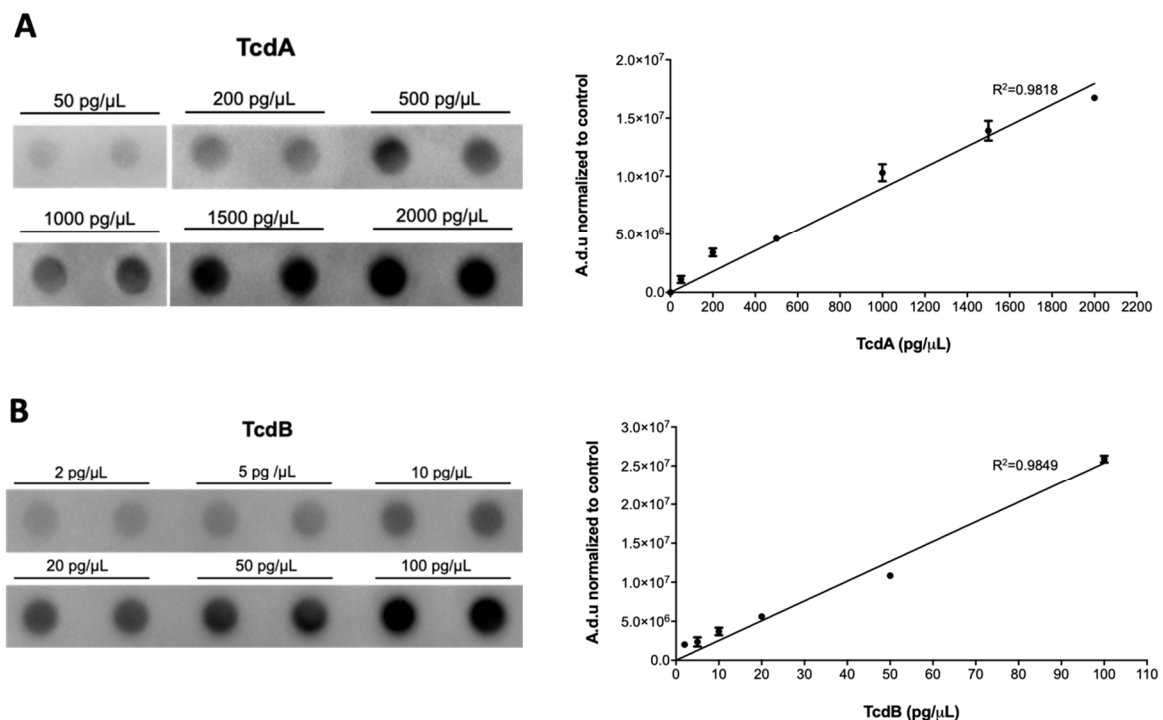 A
TcdA
50 pg/µL
200 pg/µL
500 pg/µL
1000 pg/µL
1500 pg/µL
2000 pg/µL
A.d.u normalized to control
2.0×10⁷
1.5×10⁷
1.0×10⁷
5.0×10⁶
0.0
R²=0.9818
0 200 400 600 800 1000 1200 1400 1600 1800 2000 2200
TcdA (pg/µL)
B
TcdB
2 pg/µL
5 pg /µL
10 pg/µL
20 pg/µL
50 pg/µL
100 pg/µL
A.d.u normalized to control
3.0×10⁷
2.5×10⁷
2.0×10⁷
1.5×10⁷
1.0×10⁷
5.0×10⁶
0.0
R²=0.9849
0 10 20 30 40 50 60 70 80 90 100 110
TcdB (pg/µL)